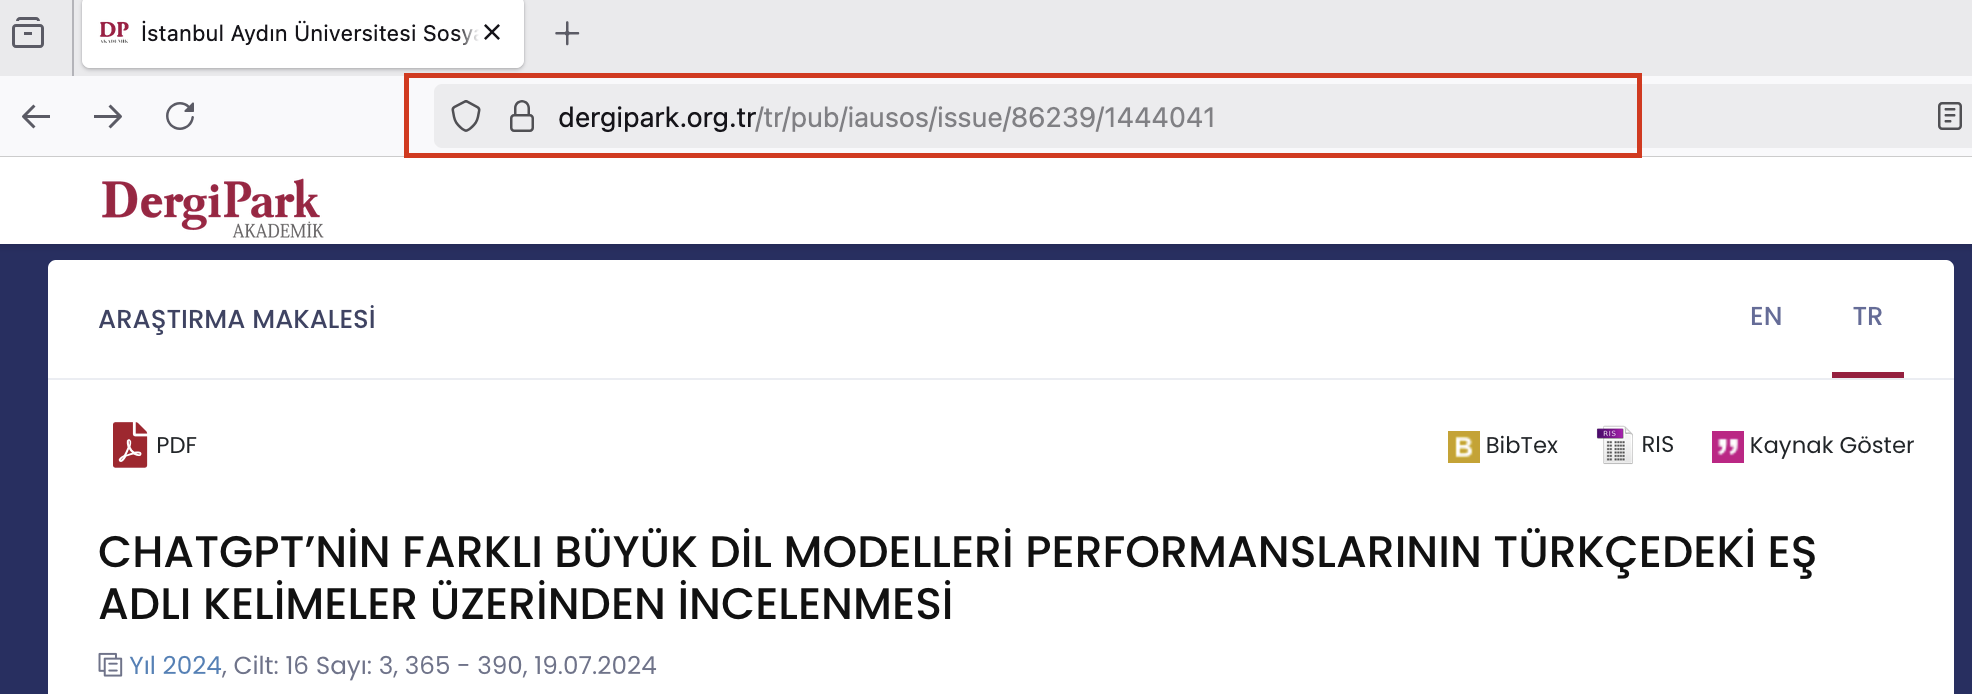 İstanbul Aydın Üniversitesi Sosy
dergipark.org.tr/tr/pub/iausos/issue/86239/1444041
DergiPark
AKADEMİK
ARAŞTIRMA MAKALESİ
EN TR
PDF
BibTex RIS Kaynak Göster
CHATGPT’NİN FARKLI BÜYÜK DİL MODELLERİ PERFORMANSLARININ TÜRKÇEDEKİ EŞ
ADLI KELİMELER ÜZERİNDEN İNCELENMESİ
Yıl 2024, Cilt: 16 Sayı: 3, 365 - 390, 19.07.2024